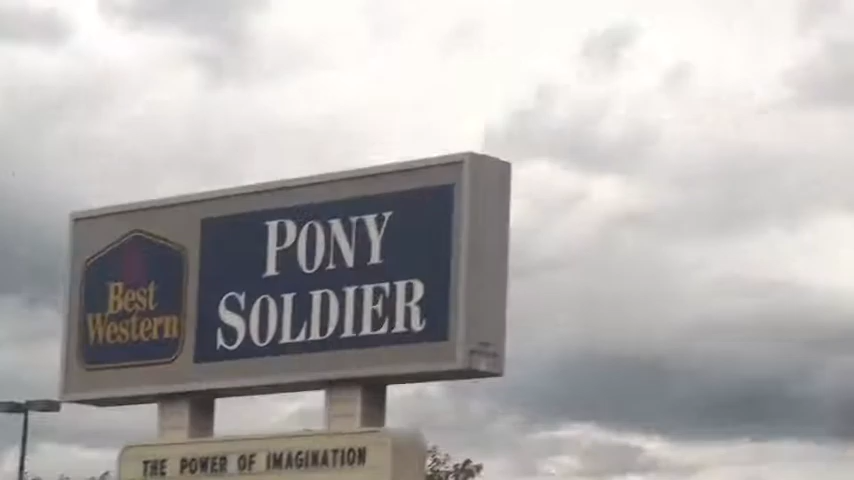 Best
Western
PONY
SOLDIER
THE POWER OF IMAGINATION